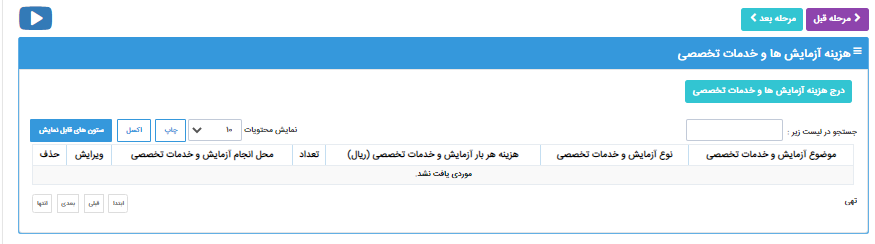 مرحله قبل
مرحله بعد
هزینه آزمایش ها و خدمات تخصصی
درج هزینه آزمایش ها و خدمات تخصصی
جستجو در لیست زیر :
نمایش محتویات ۱۰
چاپ
اکسل
ستون های قابل نمایش
موضوع آزمایش و خدمات تخصصی نوع آزمایش و خدمات تخصصی هزینه هر بار آزمایش و خدمات تخصصی (ریال) تعداد محل انجام آزمایش و خدمات تخصصی ویرایش حذف
موردی یافت نشد.
تهی
ابتدا قبلی بعدی انتها